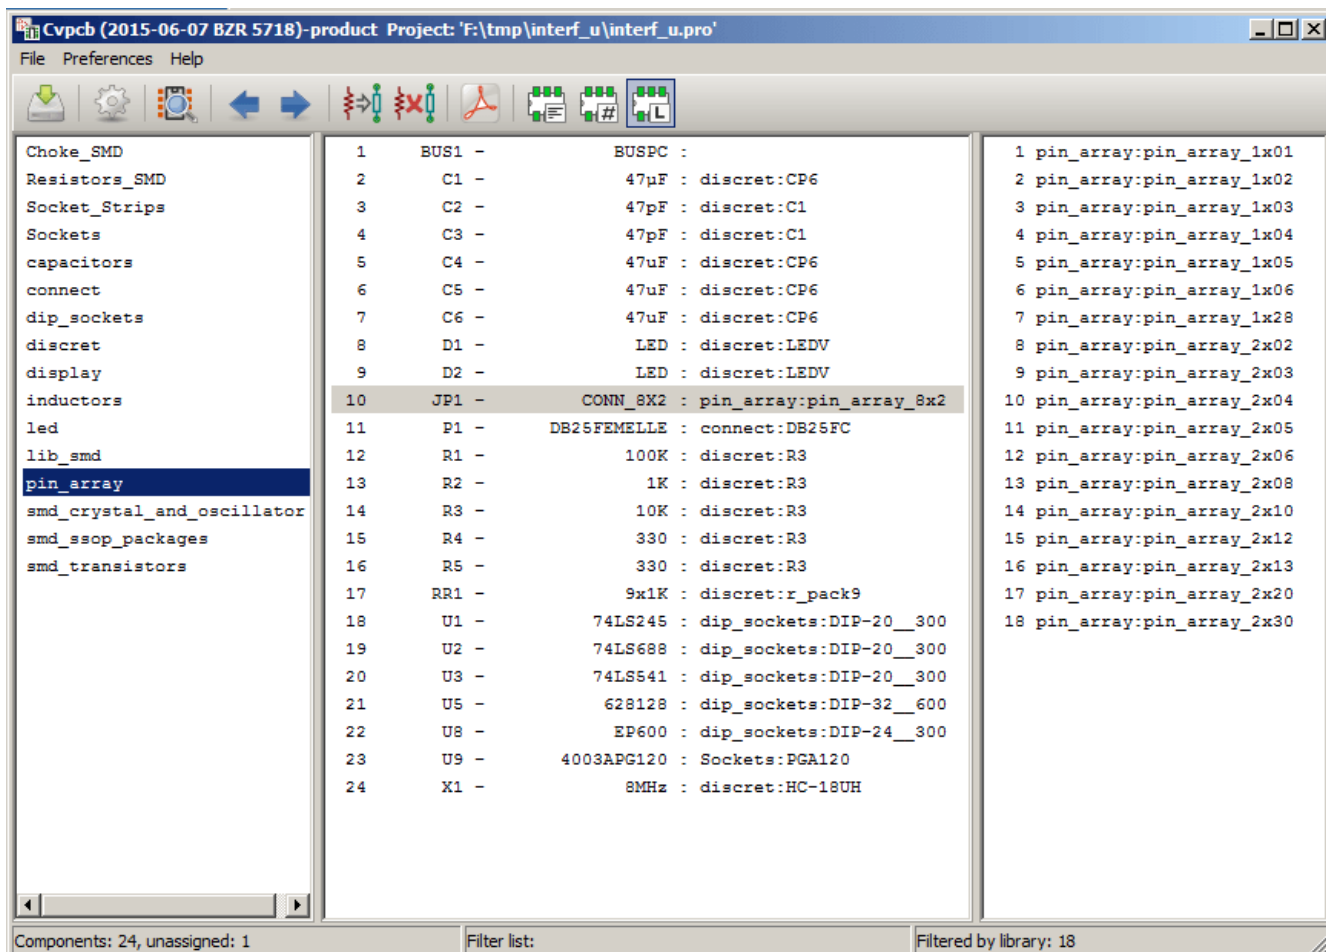 Cvpcb (2015-06-07 BZR 5718)-product Project: 'F:\tmp\interf_u\interf_u.pro'
File Preferences Help
Choke_SMD
Resistors_SMD
Socket_Strips
Sockets
capacitors
connect
dip_sockets
discret
display
inductors
led
lib_smd
pin_array
smd_crystal_and_oscillator
smd_ssop_packages
smd_transistors
1 BUS1 - BUSPC :
2 C1 - 47µF : discret:CP6
3 C2 - 47pF : discret:C1
4 C3 - 47pF : discret:C1
5 C4 - 47uF : discret:CP6
6 C5 - 47uF : discret:CP6
7 C6 - 47uF : discret:CP6
8 D1 - LED : discret:LEDV
9 D2 - LED : discret:LEDV
10 JP1 - CONN_8X2 : pin_array:pin_array_8x2
11 P1 - DB25FEMELLE : connect:DB25FC
12 R1 - 100K : discret:R3
13 R2 - 1K : discret:R3
14 R3 - 10K : discret:R3
15 R4 - 330 : discret:R3
16 R5 - 330 : discret:R3
17 RR1 - 9x1K : discret:r_pack9
18 U1 - 74LS245 : dip_sockets:DIP-20__300
19 U2 - 74LS688 : dip_sockets:DIP-20__300
20 U3 - 74LS541 : dip_sockets:DIP-20__300
21 U5 - 628128 : dip_sockets:DIP-32__600
22 U8 - EP600 : dip_sockets:DIP-24__300
23 U9 - 4003APG120 : Sockets:PGA120
24 X1 - 8MHz : discret:HC-18UH
1 pin_array:pin_array_1x01
2 pin_array:pin_array_1x02
3 pin_array:pin_array_1x03
4 pin_array:pin_array_1x04
5 pin_array:pin_array_1x05
6 pin_array:pin_array_1x06
7 pin_array:pin_array_1x28
8 pin_array:pin_array_2x02
9 pin_array:pin_array_2x03
10 pin_array:pin_array_2x04
11 pin_array:pin_array_2x05
12 pin_array:pin_array_2x06
13 pin_array:pin_array_2x08
14 pin_array:pin_array_2x10
15 pin_array:pin_array_2x12
16 pin_array:pin_array_2x13
17 pin_array:pin_array_2x20
18 pin_array:pin_array_2x30
Components: 24, unassigned: 1
Filter list:
Filtered by library: 18